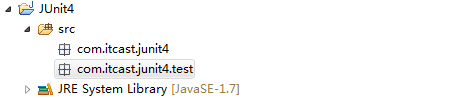 JUnit4
src
com.itcast.junit4
com.itcast.junit4.test
JRE System Library [JavaSE-1.7]